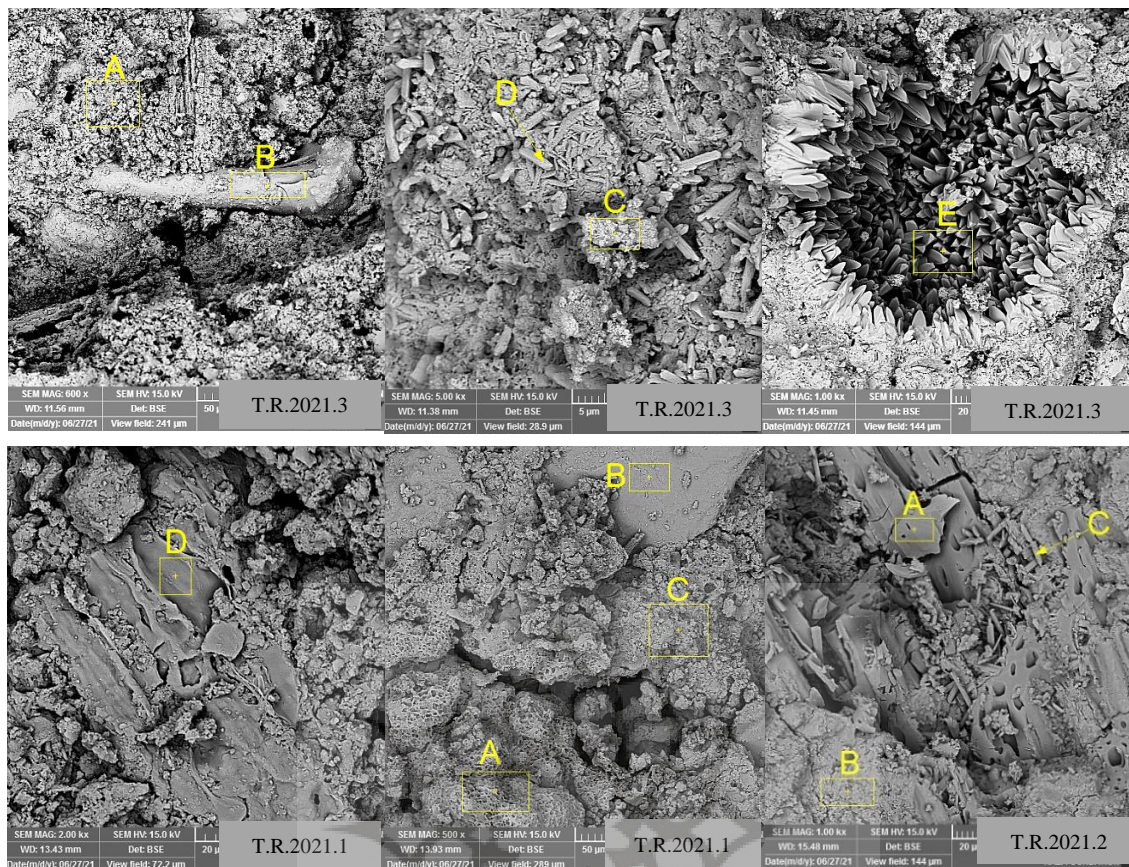 A
B
SEM MAG: 600 x
SEM HV: 15.0 kV
WD: 11.56 mm
Det: BSE
50 µm
Date(m/d/y): 06/27/21
View field: 241 µm
T.R.2021.3
D
C
SEM MAG: 5.00 kx
SEM HV: 15.0 kV
WD: 11.38 mm
Det: BSE
5 µm
Date(m/d/y): 06/27/21
View field: 28.9 µm
T.R.2021.3
E
SEM MAG: 1.00 kx
SEM HV: 15.0 kV
WD: 11.45 mm
Det: BSE
20
Date(m/d/y): 06/27/21
View field: 144 µm
T.R.2021.3
D
SEM MAG: 2.00 kx
SEM HV: 15.0 kV
WD: 13.43 mm
Det: BSE
20 µ
Date(m/d/y): 06/27/21
View field: 72.2 µm
T.R.2021.1
B
C
A
SEM MAG: 500 x
SEM HV: 15.0 kV
WD: 13.93 mm
Det: BSE
50 µm
Date(m/d/y): 06/27/21
View field: 289 µm
T.R.2021.1
A
C
B
SEM MAG: 1.00 kx
SEM HV: 15.0 kV
WD: 15.48 mm
Det: BSE
20 µ
Date(m/d/y): 06/27/21
View field: 144 µm
T.R.2021.2